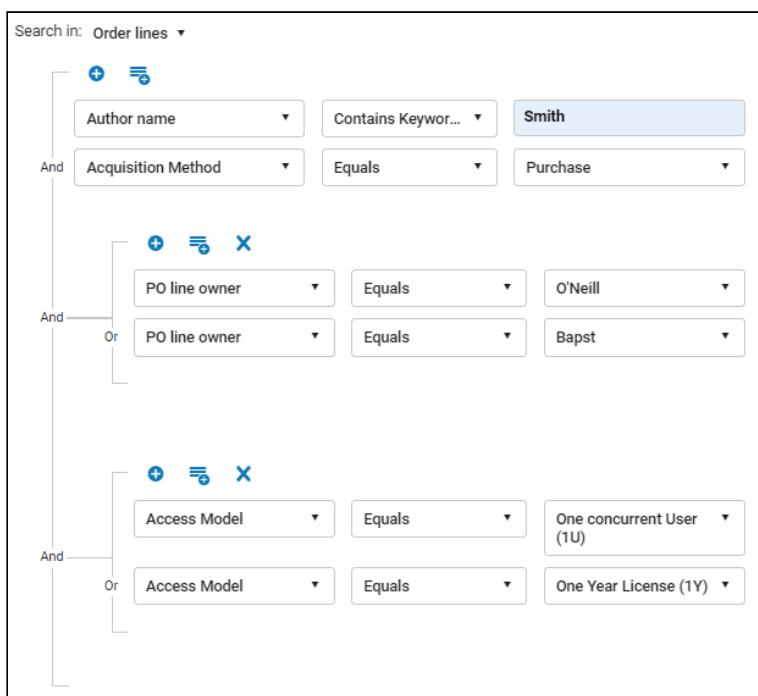 Search in: Order lines
Author name Contains Keywor... Smith
And Acquisition Method Equals Purchase
PO line owner Equals O'Neill
And
Or PO line owner Equals Bapst
Access Model Equals One concurrent User
(1U)
And
Or Access Model Equals One Year License (1Y)